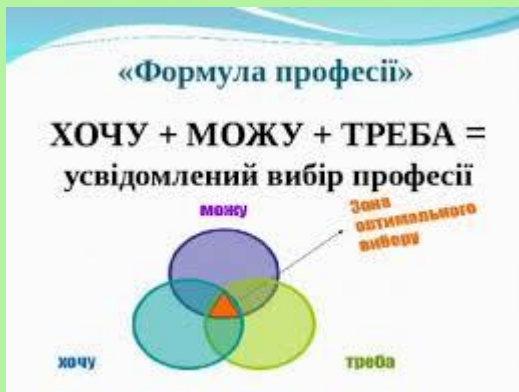 «Формула професії»
ХОЧУ + МОЖУ + ТРЕБА =
усвідомлений вибір професії
можу
Зона
оптимального
вибору
хочу
треба